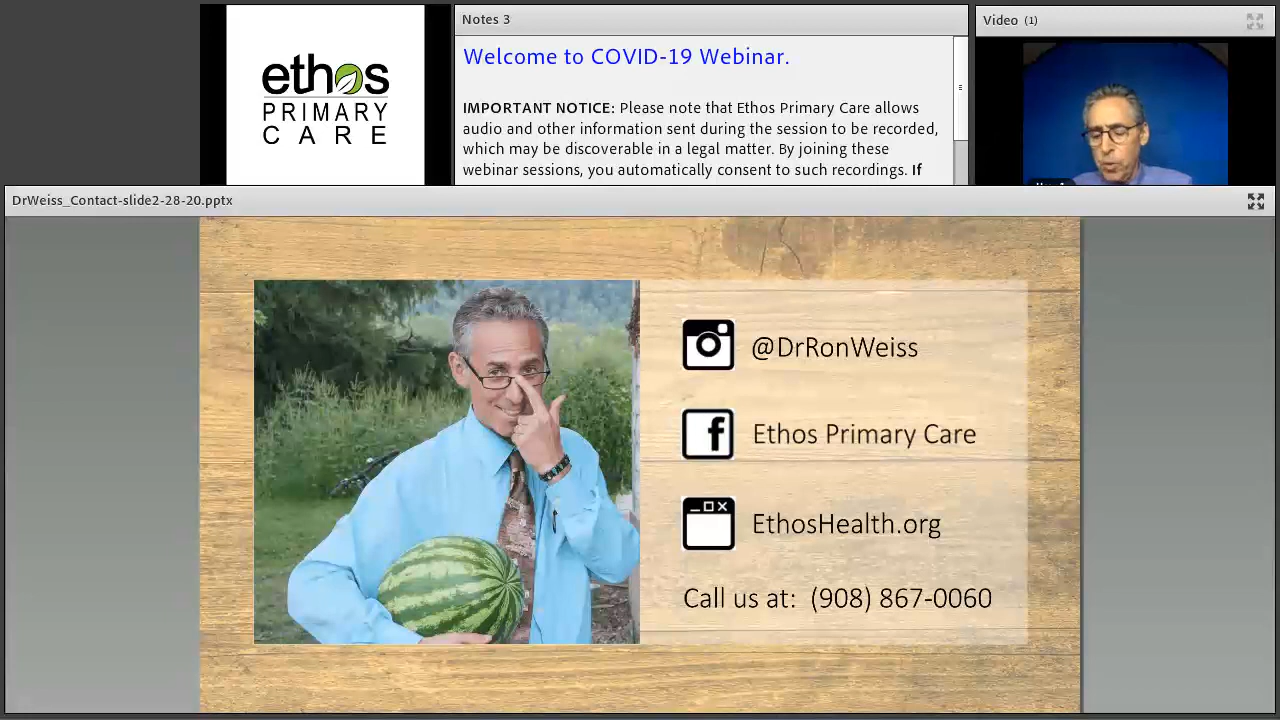 ethos
PRIMARY
CARE
Notes 3
Welcome to COVID-19 Webinar.
IMPORTANT NOTICE: Please note that Ethos Primary Care allows
audio and other information sent during the session to be recorded,
which may be discoverable in a legal matter. By joining these
webinar sessions, you automatically consent to such recordings. If
Video (1)
DrWeiss_Contact-slide2-28-20.pptx
@DrRonWeiss
Ethos Primary Care
EthosHealth.org
Call us at: (908) 867-0060